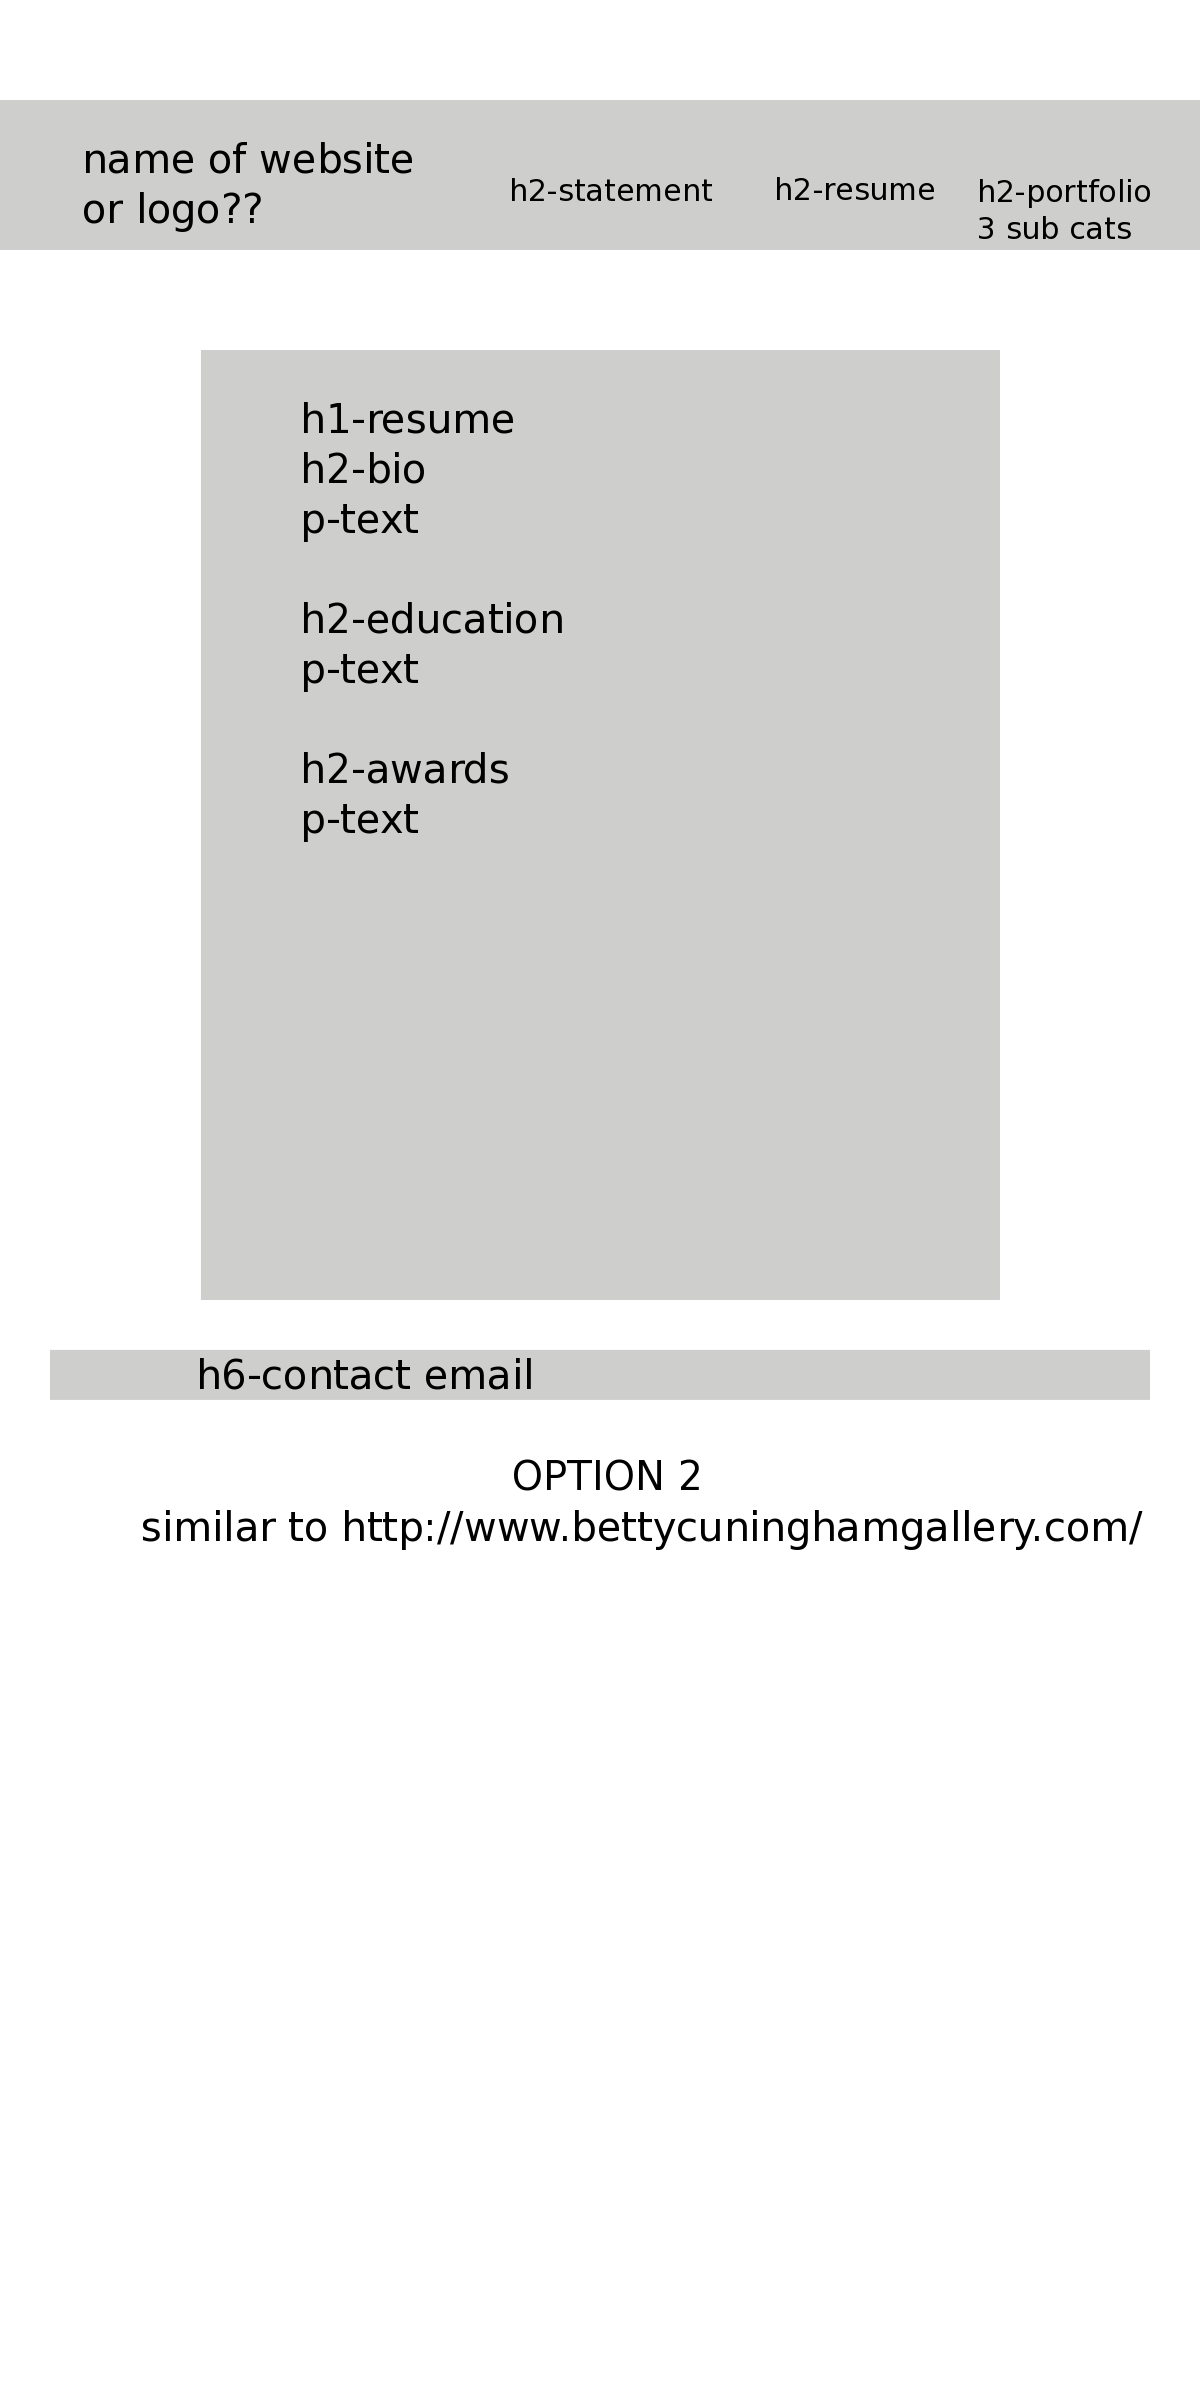 name of website
or logo??
h2-statement
h2-resume
h2-portfolio
3 sub cats
h1-resume
h2-bio
p-text
h2-education
p-text
h2-awards
p-text
h6-contact email
OPTION 2
similar to http://www.bettycuninghamgallery.com/